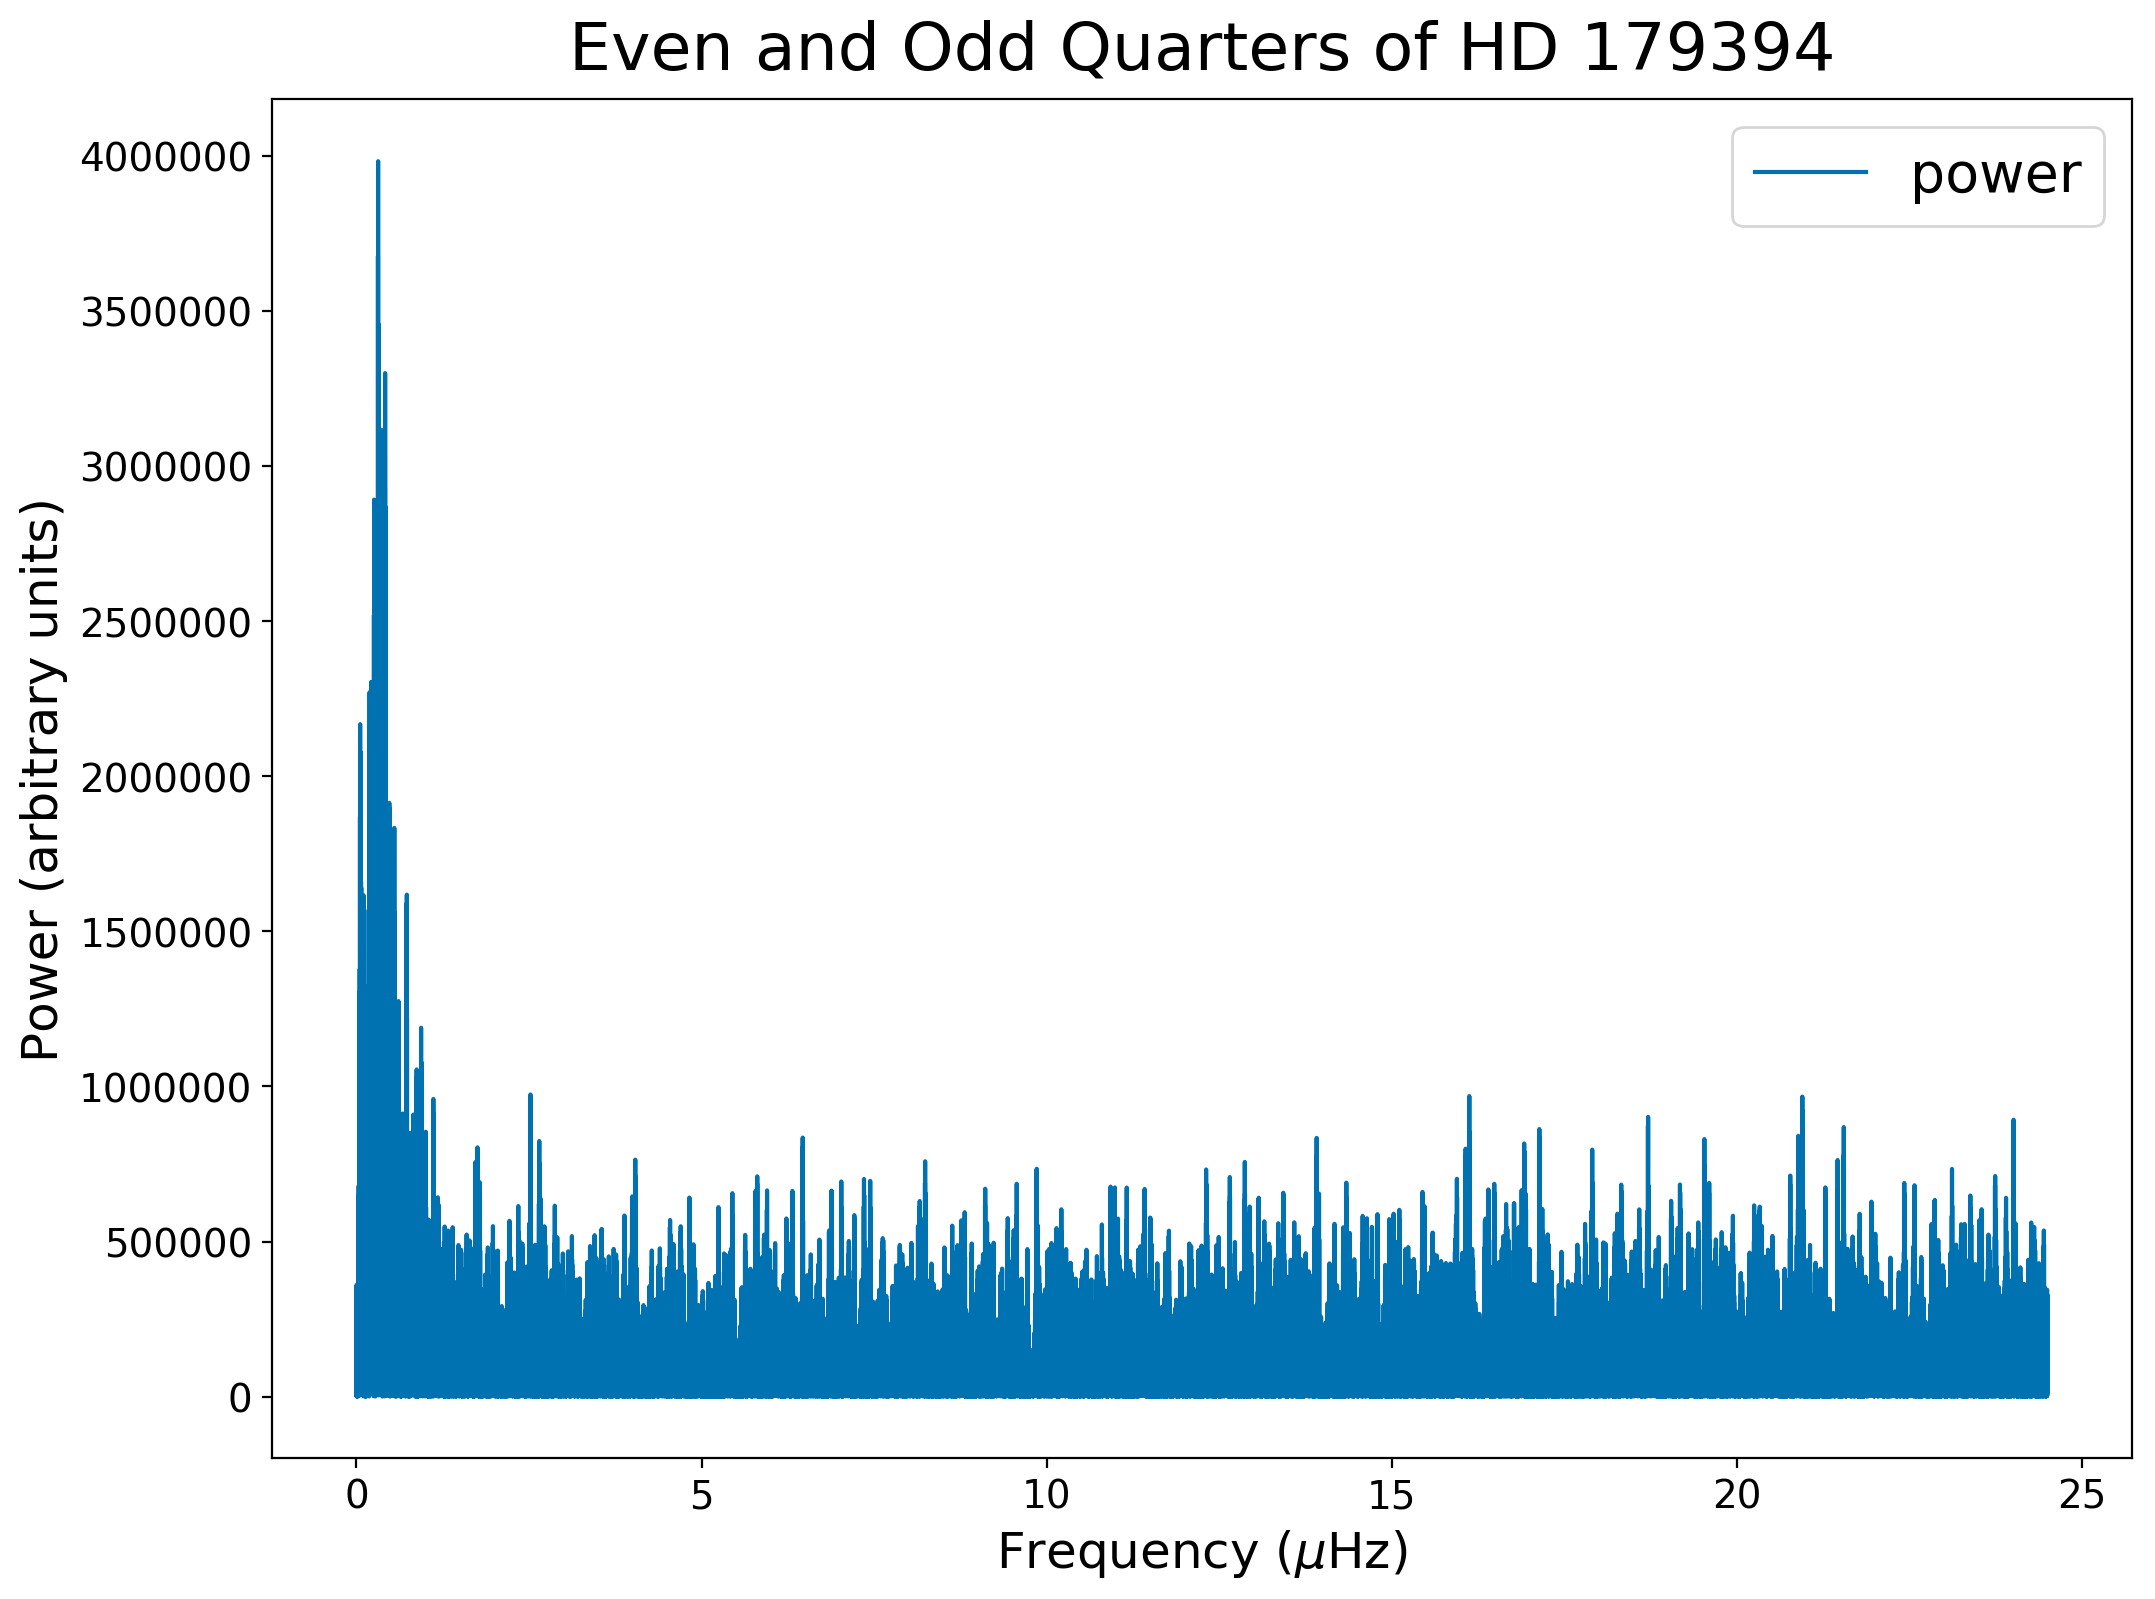 Even and Odd Quarters of HD 179394
power
Power (arbitrary units)
4000000
3500000
3000000
2500000
2000000
1500000
1000000
500000
0
0 5 10 15 20 25
Frequency (μHz)